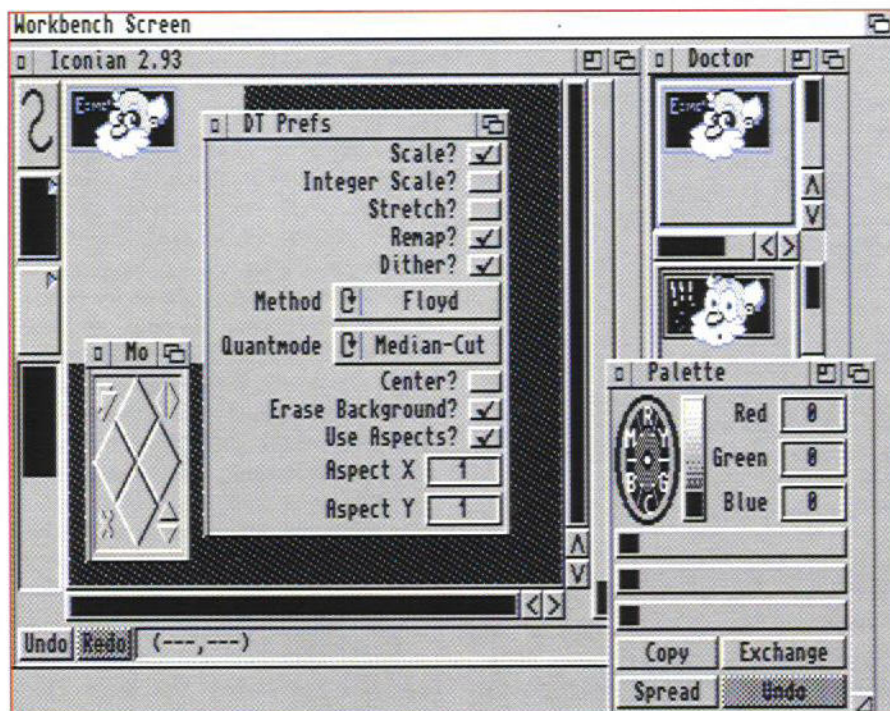 Workbench Screen
Iconian 2.93
Doctor
DT Prefs
Scale?
Integer Scale?
Stretch?
Remap?
Dither?
Method Floyd
Quantmode Median-Cut
Mo
Center?
Erase Background?
Use Aspects?
Aspect X 1
Aspect Y 1
Palette
Red 0
Green 0
Blue 0
R
M
Y
B
G
C
Copy Exchange
Spread Undo
Undo Redo (---,---)